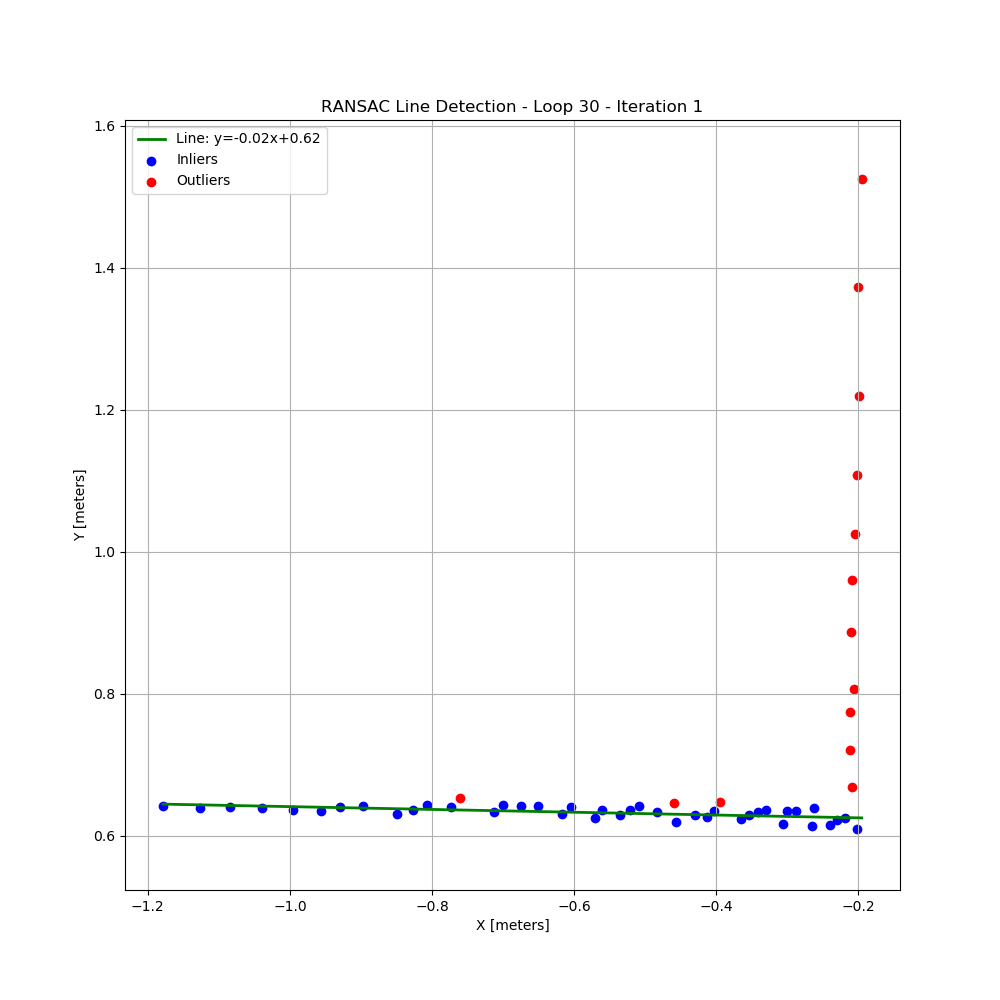 RANSAC Line Detection - Loop 30 - Iteration 1
Line: y=-0.02x+0.62
Inliers
Outliers
1.6
1.4
1.2
1.0
0.8
0.6
Y [meters]
−1.2 −1.0 −0.8 −0.6 −0.4 −0.2
X [meters]